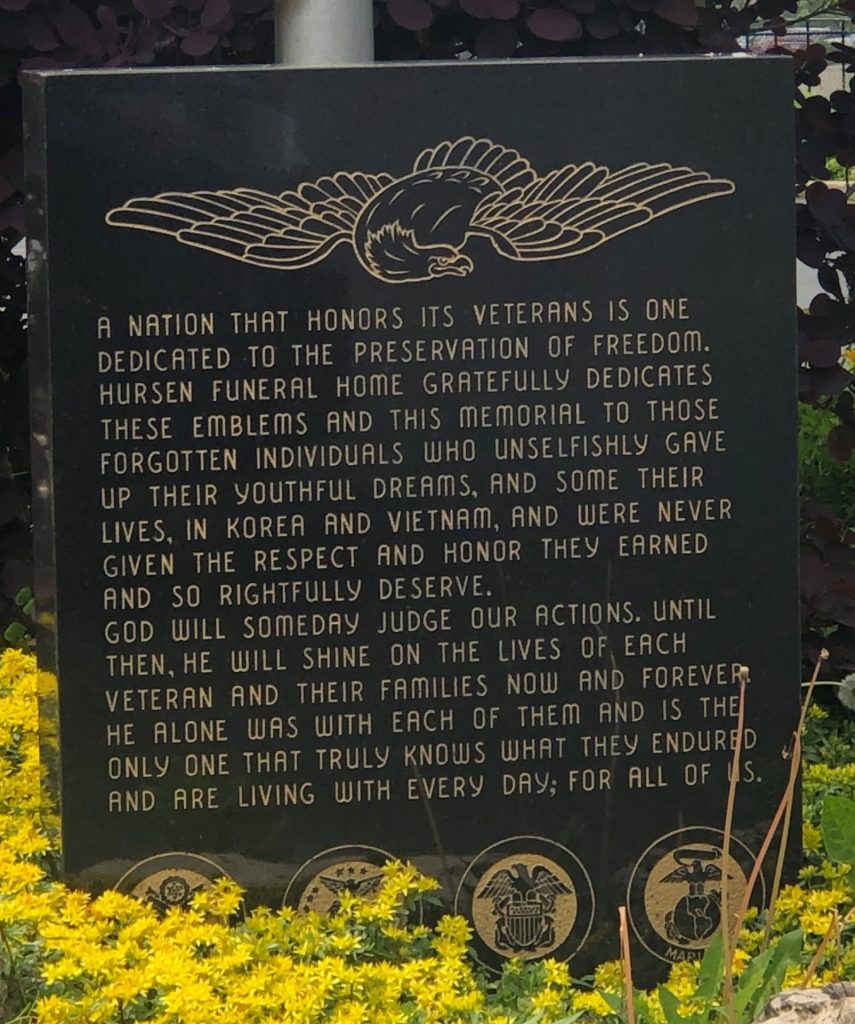 A NATION THAT HONORS ITS VETERANS IS ONE
DEDICATED TO THE PRESERVATION OF FREEDOM.
HURSEN FUNERAL HOME GRATEFULLY DEDICATES
THESE EMBLEMS AND THIS MEMORIAL TO THOSE
FORGOTTEN INDIVIDUALS WHO UNSELFISHLY GAVE
UP THEIR YOUTHFUL DREAMS, AND SOME THEIR
LIVES, IN KOREA AND VIETNAM, AND WERE NEVER
GIVEN THE RESPECT AND HONOR THEY EARNED
AND SO RIGHTFULLY DESERVE.
GOD WILL SOMEDAY JUDGE OUR ACTIONS. UNTIL
THEN, HE WILL SHINE ON THE LIVES OF EACH
VETERAN AND THEIR FAMILIES NOW AND FOREVER
HE ALONE WAS WITH EACH OF THEM AND IS THE
ONLY ONE THAT TRULY KNOWS WHAT THEY ENDURED
AND ARE LIVING WITH EVERY DAY; FOR ALL OF US.